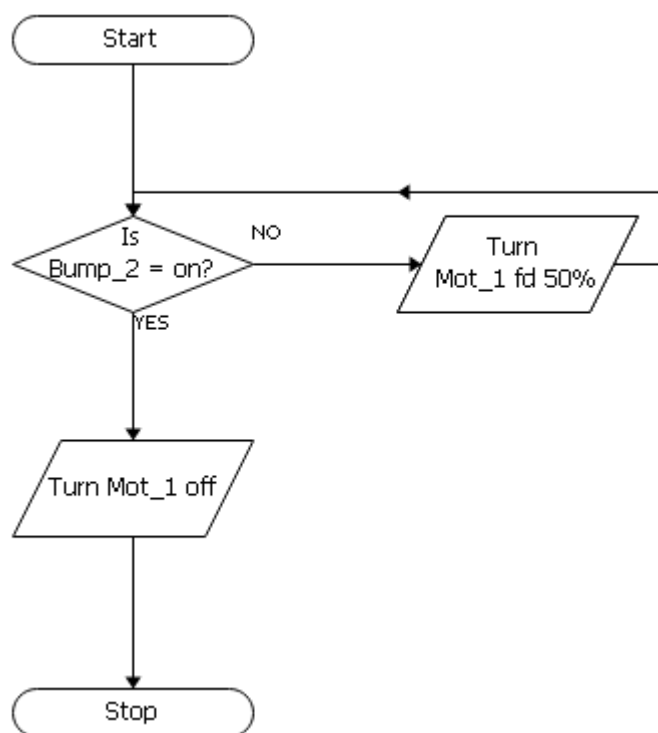 Start
Is
Bump_2 = on?
NO
Turn
Mot_1 fd 50%
YES
Turn Mot_1 off
Stop